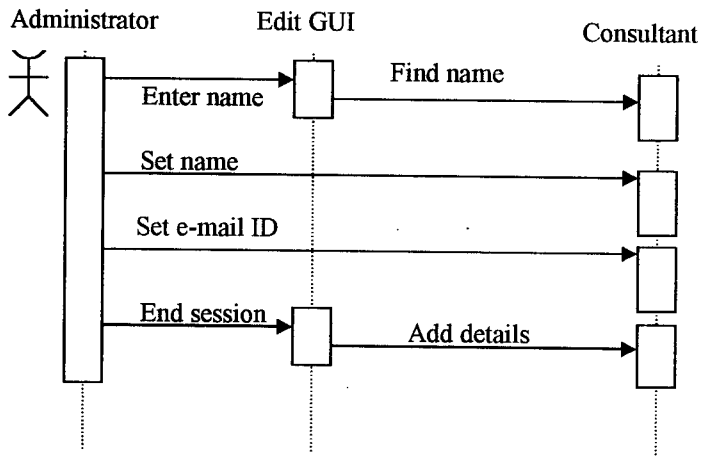 Administrator
Edit GUI
Consultant
Enter name
Find name
Set name
Set e-mail ID
End session
Add details